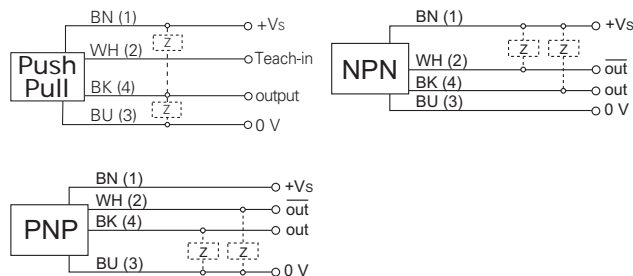 BN (1)
+Vs
Z
WH (2)
Teach-in
Push
Pull
BK (4)
output
Z
BU (3)
0 V
BN (1)
+Vs
Z
Z
NPN
WH (2)
out
BK (4)
out
BU (3)
0 V
BN (1)
+Vs
WH (2)
out
PNP
BK (4)
out
Z
Z
BU (3)
0 V